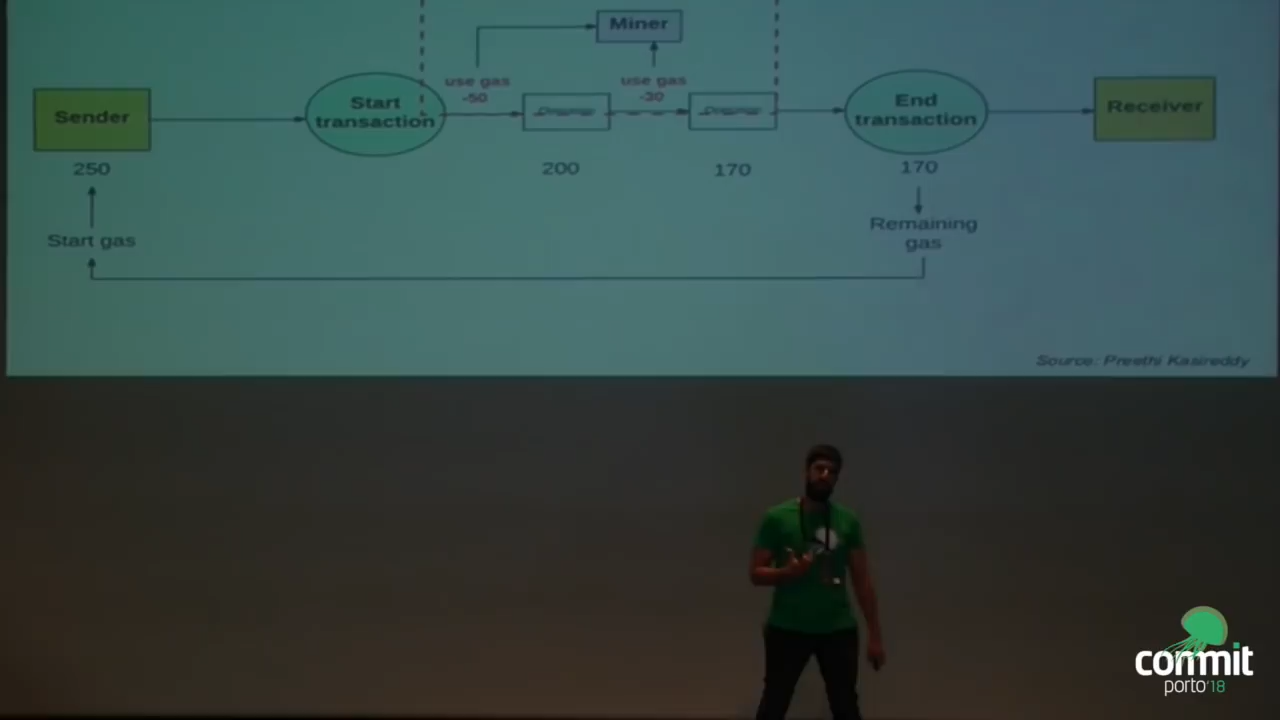 Miner
use gas
-50
use gas
-30
Sender
Start
transaction
End
transaction
Receiver
250
200
170
170
Start gas
Remaining
gas
Source: Preethi Kasireddy
commit
porto'18